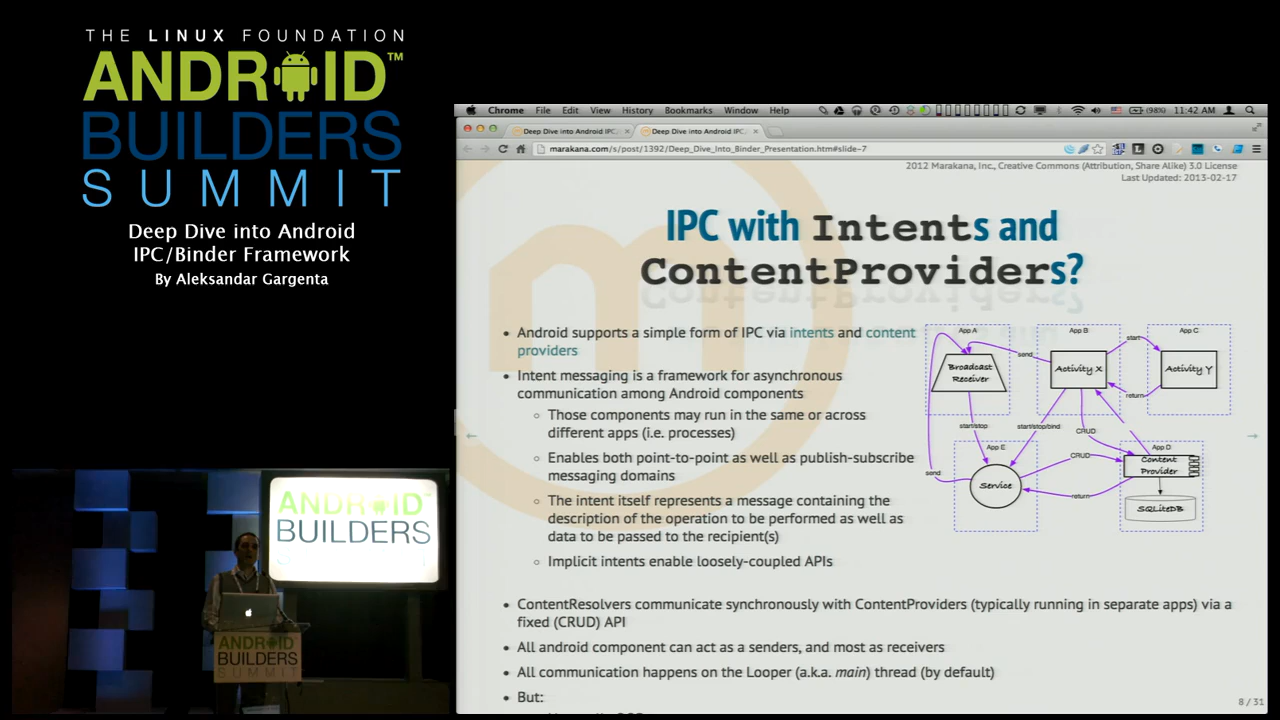 THE LINUX FOUNDATION
ANDROID™
BUILDERS
SUMMIT
Deep Dive into Android
IPC/Binder Framework
By Aleksandar Gargenta
Chrome File Edit View History Bookmarks Window Help
(98%) 11:42 AM
Deep Dive into Android IPC
Deep Dive into Android IPC
marakana.com/s/post/1392/Deep_Dive_Into_Binder_Presentation.htm#slide-7
2012 Marakana, Inc., Creative Commons (Attribution, Share Alike) 3.0 License
Last Updated: 2013-02-17
IPC with Intents and
ContentProviders?
• Android supports a simple form of IPC via intents and content
providers
• Intent messaging is a framework for asynchronous
communication among Android components
Those components may run in the same or across
different apps (i.e. processes)
Enables both point-to-point as well as publish-subscribe
messaging domains
The intent itself represents a message containing the
description of the operation to be performed as well as
data to be passed to the recipient(s)
Implicit intents enable loosely-coupled APIs
App A
App B
App C
send
start
Broadcast
Receiver
Activity X
Activity Y
return
start/stop
start/stop/bind
CRUD
App E
App D
CRUD
Content
Provider
send
Service
return
SQLiteDB
• ContentResolvers communicate synchronously with ContentProviders (typically running in separate apps) via a
fixed (CRUD) API
• All android component can act as a senders, and most as receivers
• All communication happens on the Looper (a.k.a. main) thread (by default)
• But:
8 / 31
ANDROID
BUILDERS
ANDROID
BUILDERS
SUMMIT